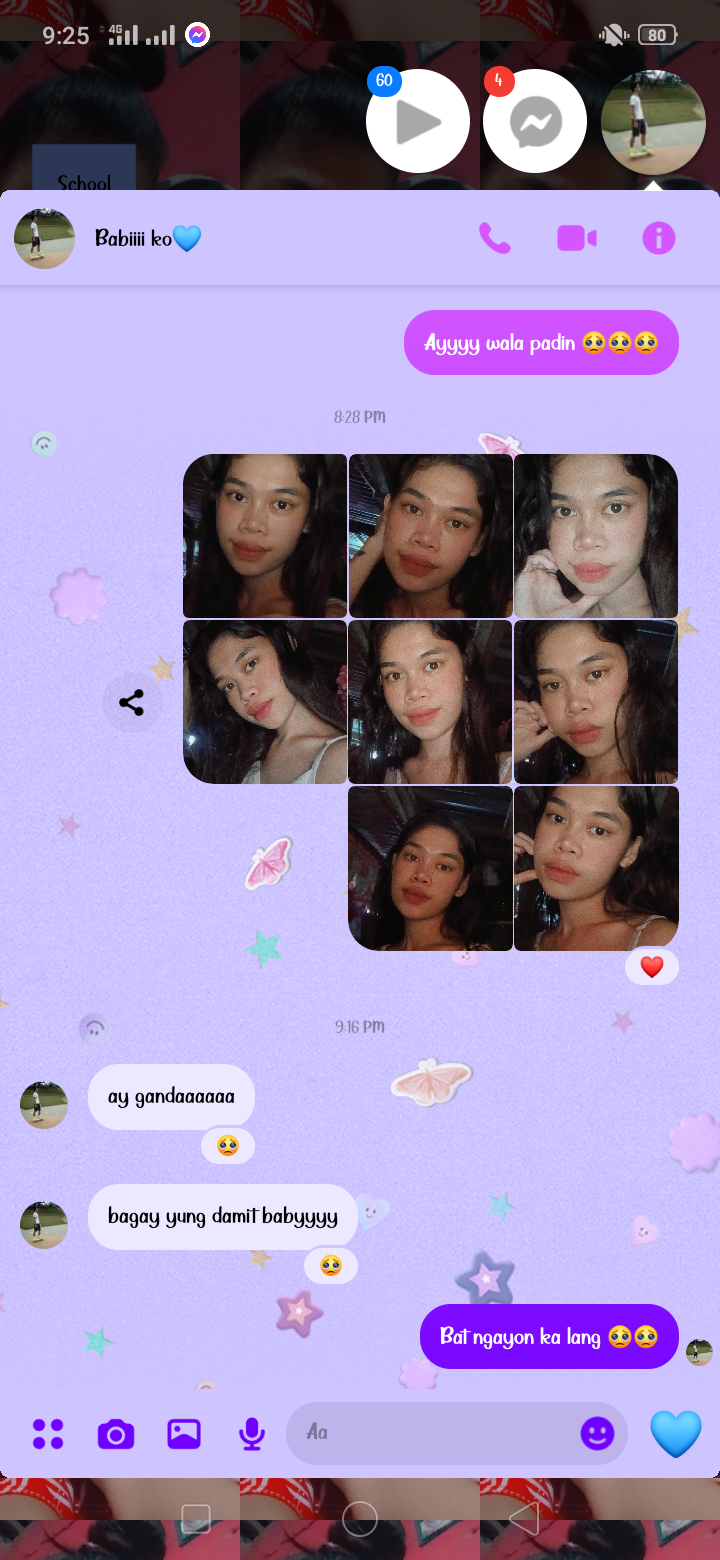 9:25 4G 80
60 4
School
Babiiii ko💙
Ayyyy wala padin 🥺🥺🥺
8:28 PM
9:16 PM
ay gandaaaaaa
bagay yung damit babyyyy
Bat ngayon ka lang 🥺🥺
Aa